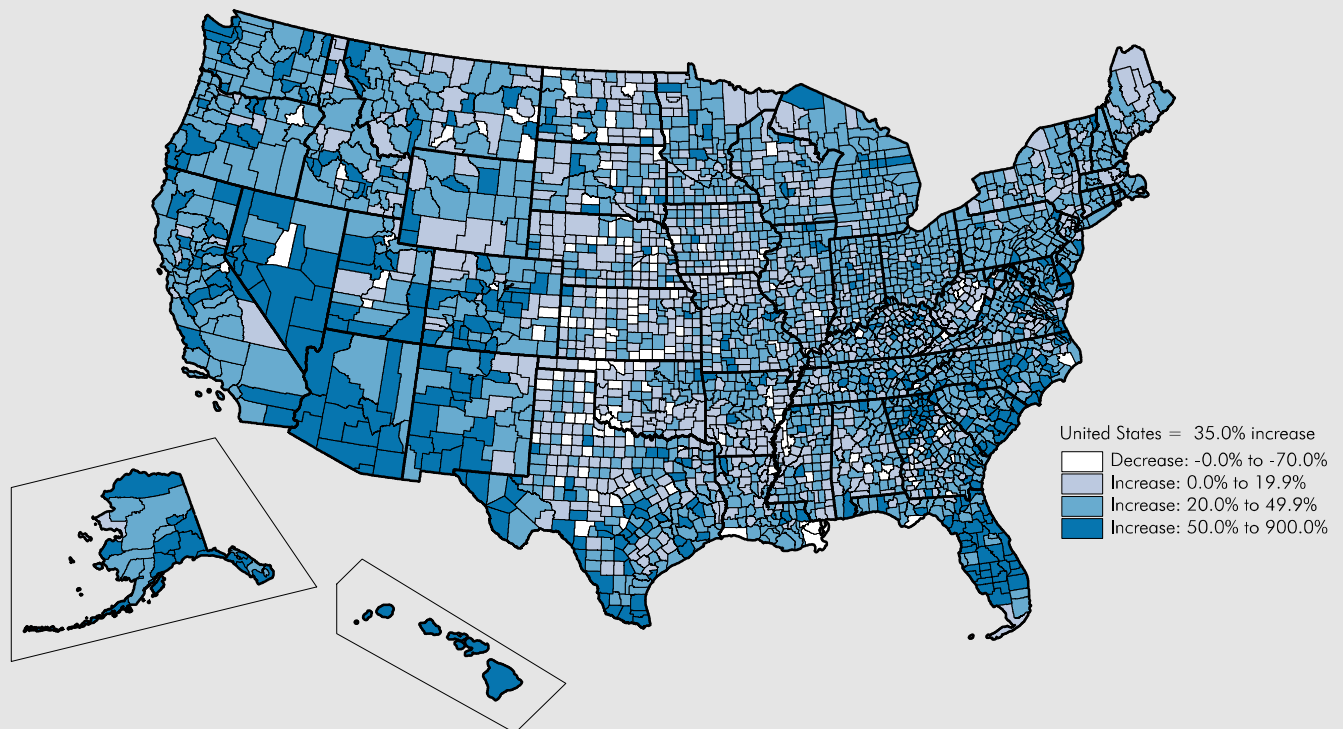 United States = 35.0% increase
Decrease: -0.0% to -70.0%
Increase: 0.0% to 19.9%
Increase: 20.0% to 49.9%
Increase: 50.0% to 900.0%